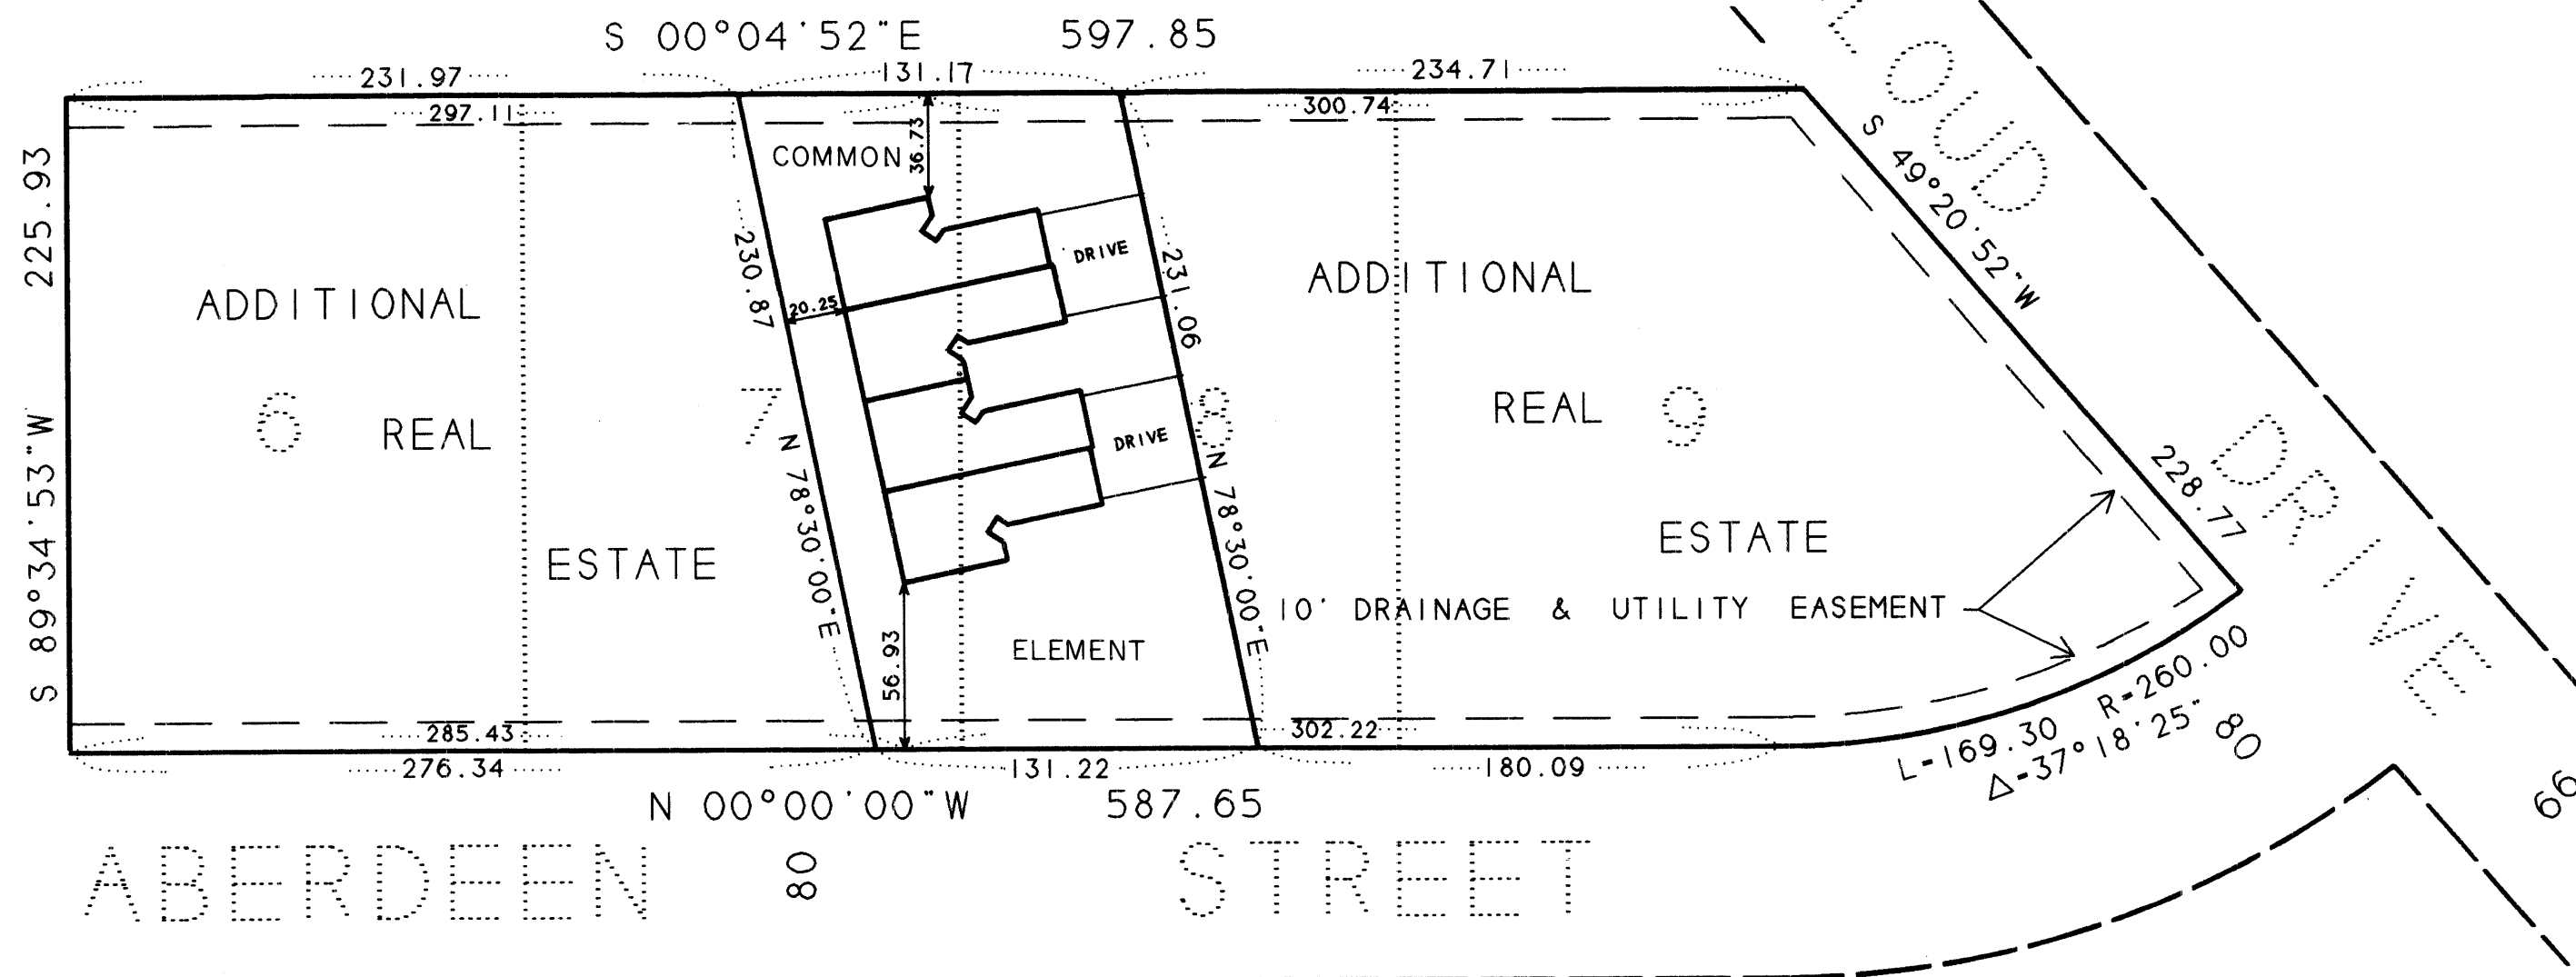 S 00°04'52"E 597.85
231.97 131.17 234.71
297.11 300.74
36.73
COMMON
225.93
S 89°34'53"W
230.87
20.25
DRIVE
231.06
S 49°20'52"W
228.77
LOUD
DRIVE
ADDITIONAL
REAL
ESTATE
6
7
N 78°30'00"E
DRIVE
8
N 78°30'00"E
ADDITIONAL
REAL
ESTATE
9
10' DRAINAGE & UTILITY EASEMENT
ELEMENT
56.93
285.43 302.22
276.34 131.22 180.09
L=169.30 R=260.00
Δ=37°18'25"
80
66
N 00°00'00"W 587.65
ABERDEEN 80 STREET